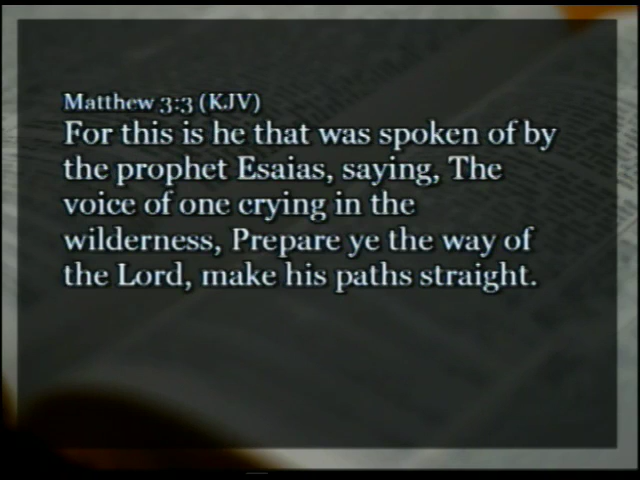 Matthew 3:3 (KJV)
For this is he that was spoken of by
the prophet Esaias, saying, The
voice of one crying in the
wilderness, Prepare ye the way of
the Lord, make his paths straight.